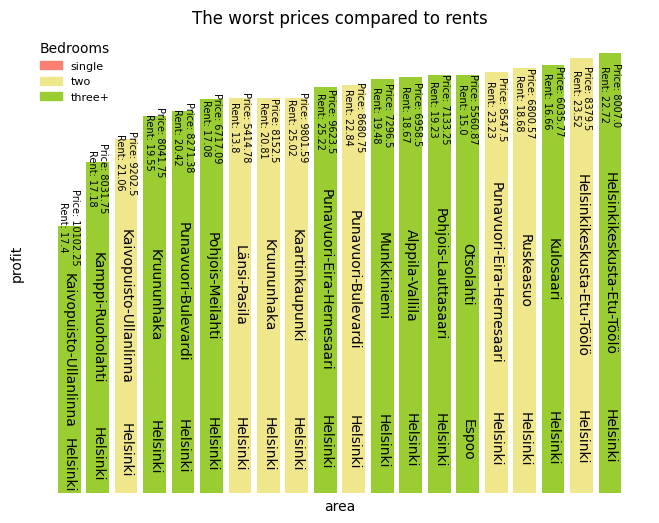 The worst prices compared to rents
Bedrooms
single
two
three+
profit
Price: 10102.25
Rent: 17.4
Kaivopuisto-Ullanlinna
Helsinki
Price: 8031.75
Rent: 17.18
Kamppi-Ruoholahti
Helsinki
Price: 9202.5
Rent: 21.06
Kaivopuisto-Ullanlinna
Helsinki
Price: 8041.75
Rent: 19.55
Kruununhaka
Helsinki
Price: 8271.38
Rent: 20.42
Punavuori-Bulevardi
Helsinki
Price: 6717.09
Rent: 17.08
Pohjois-Meilahti
Helsinki
Price: 5414.78
Rent: 13.8
Länsi-Pasila
Helsinki
Price: 8152.5
Rent: 20.81
Kruununhaka
Helsinki
Price: 9801.59
Rent: 25.02
Kaartinkaupunki
Helsinki
Price: 9623.5
Rent: 25.22
Punavuori-Eira-Hernesaari
Helsinki
Price: 8680.75
Rent: 22.84
Punavuori-Bulevardi
Helsinki
Price: 7296.5
Rent: 19.48
Munkkiniemi
Helsinki
Price: 6958.5
Rent: 18.67
Alppila-Vallila
Helsinki
Price: 7133.25
Rent: 19.23
Pohjois-Lauttasaari
Helsinki
Price: 5560.87
Rent: 15.0
Otsolahti
Espoo
Price: 8547.5
Rent: 23.23
Punavuori-Eira-Hernesaari
Helsinki
Price: 6800.57
Rent: 18.68
Ruskeasuo
Helsinki
Price: 6035.77
Rent: 16.66
Kulosaari
Helsinki
Price: 8379.5
Rent: 23.52
Helsinkikeskusta-Etu-Töölö
Helsinki
Price: 8007.0
Rent: 22.72
Helsinkikeskusta-Etu-Töölö
Helsinki
area